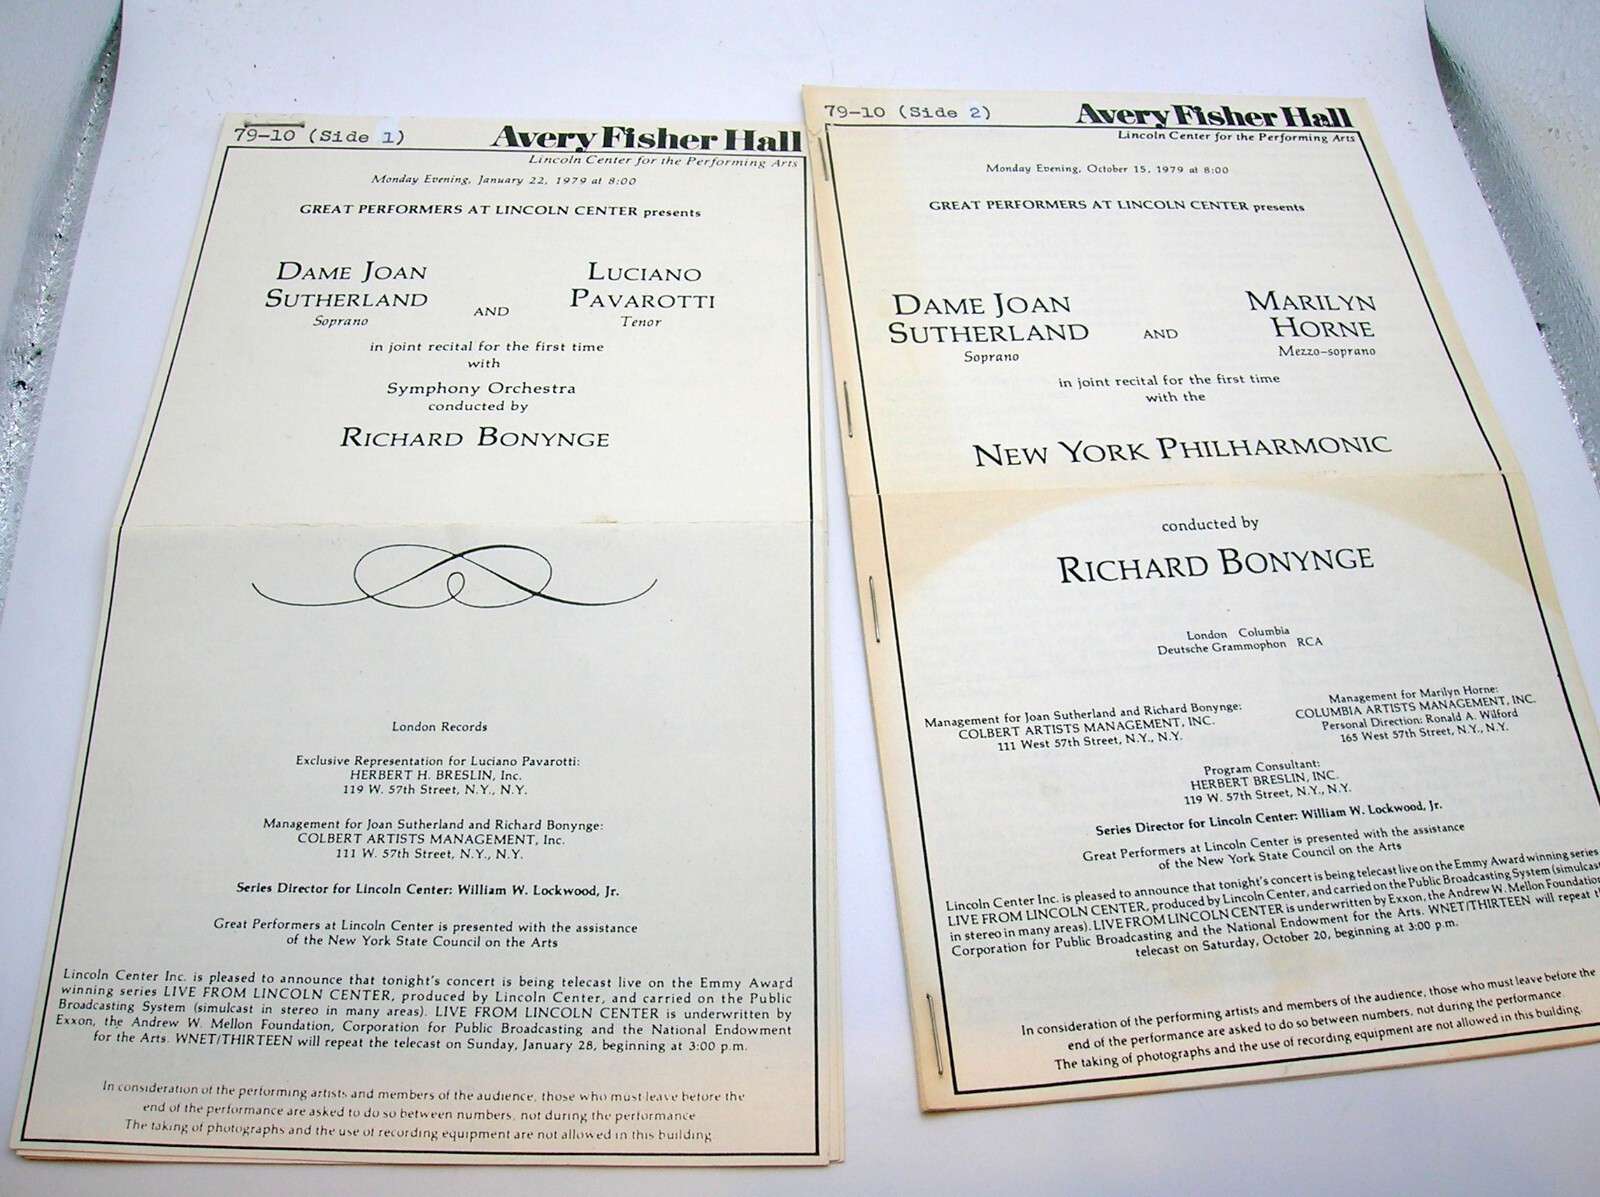 79-10 (Side 1)
Avery Fisher Hall
Lincoln Center for the Performing Arts
Monday Evening, January 22, 1979 at 8:00
GREAT PERFORMERS AT LINCOLN CENTER presents
DAME JOAN
SUTHERLAND
Soprano
AND
LUCIANO
PAVAROTTI
Tenor
in joint recital for the first time
with
Symphony Orchestra
conducted by
RICHARD BONYNGE
London Records
Exclusive Representation for Luciano Pavarotti:
HERBERT H. BRESLIN, Inc.
119 W. 57th Street, N.Y., N.Y.
Management for Joan Sutherland and Richard Bonynge:
COLBERT ARTISTS MANAGEMENT, Inc.
111 W. 57th Street, N.Y., N.Y.
Series Director for Lincoln Center: William W. Lockwood, Jr.
Great Performers at Lincoln Center is presented with the assistance
of the New York State Council on the Arts
Lincoln Center Inc. is pleased to announce that tonight's concert is being telecast live on the Emmy Award
winning series LIVE FROM LINCOLN CENTER, produced by Lincoln Center, and carried on the Public
Broadcasting System (simulcast in stereo in many areas). LIVE FROM LINCOLN CENTER is underwritten by
Exxon, the Andrew W. Mellon Foundation, Corporation for Public Broadcasting and the National Endowment
for the Arts. WNET/THIRTEEN will repeat the telecast on Sunday, January 28, beginning at 3:00 p.m.
In consideration of the performing artists and members of the audience, those who must leave before the
end of the performance are asked to do so between numbers, not during the performance
The taking of photographs and the use of recording equipment are not allowed in this building.
79-10 (Side 2)
Avery Fisher Hall
Lincoln Center for the Performing Arts
Monday Evening, October 15, 1979 at 8:00
GREAT PERFORMERS AT LINCOLN CENTER presents
DAME JOAN
SUTHERLAND
Soprano
AND
MARILYN
HORNE
Mezzo-soprano
in joint recital for the first time
with the
NEW YORK PHILHARMONIC
conducted by
RICHARD BONYNGE
London Columbia
Deutsche Grammophon RCA
Management for Joan Sutherland and Richard Bonynge:
COLBERT ARTISTS MANAGEMENT, INC.
111 West 57th Street, N.Y., N.Y.
Management for Marilyn Horne:
COLUMBIA ARTISTS MANAGEMENT, INC.
Personal Direction: Ronald A. Wilford
165 West 57th Street, N.Y., N.Y.
Program Consultant:
HERBERT BRESLIN, INC.
119 W. 57th Street, N.Y., N.Y.
Series Director for Lincoln Center: William W. Lockwood, Jr.
Great Performers at Lincoln Center is presented with the assistance
of the New York State Council on the Arts
Lincoln Center Inc. is pleased to announce that tonight's concert is being telecast live on the Emmy Award winning series
LIVE FROM LINCOLN CENTER, produced by Lincoln Center, and carried on the Public Broadcasting System (simulcast
in stereo in many areas). LIVE FROM LINCOLN CENTER is underwritten by Exxon, the Andrew W. Mellon Foundation,
Corporation for Public Broadcasting and the National Endowment for the Arts. WNET/THIRTEEN will repeat
telecast on Saturday, October 20, beginning at 3:00 p.m.
In consideration of the performing artists and members of the audience, those who must leave before the
end of the performance are asked to do so between numbers, not during the performance.
The taking of photographs and the use of recording equipment are not allowed in this building.